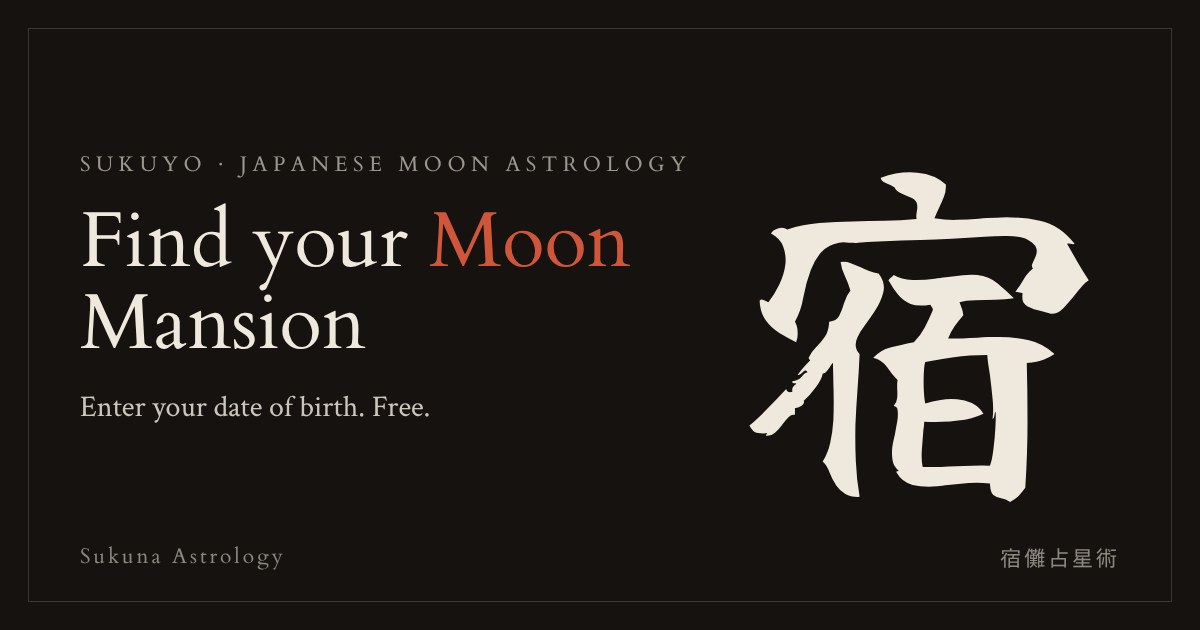 SUKUYO · JAPANESE MOON ASTROLOGY
Find your Moon
Mansion
Enter your date of birth. Free.
宿
Sukuna Astrology
宿儺占星術